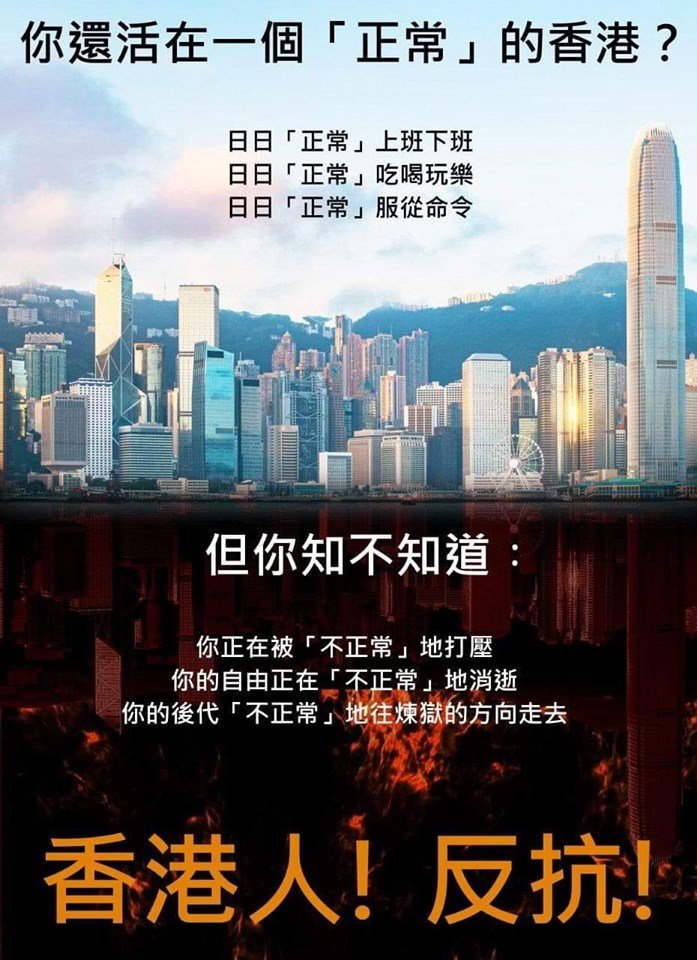 你還活在一個「正常」的香港？
日日「正常」上班下班
日日「正常」吃喝玩樂
日日「正常」服從命令
但你知不知道：
你正在被「不正常」地打壓
你的自由正在「不正常」地消逝
你的後代「不正常」地往煉獄的方向走去
香港人！反抗！